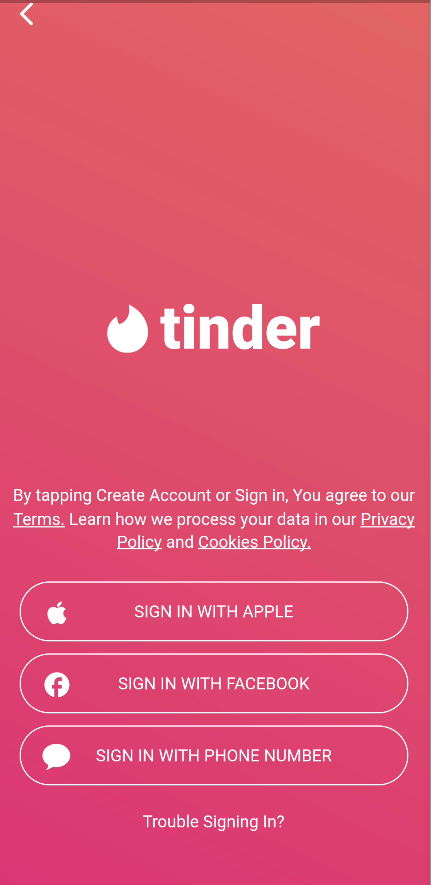 tinder
By tapping Create Account or Sign in, You agree to our
Terms. Learn how we process your data in our Privacy
Policy and Cookies Policy.
SIGN IN WITH APPLE
SIGN IN WITH FACEBOOK
SIGN IN WITH PHONE NUMBER
Trouble Signing In?